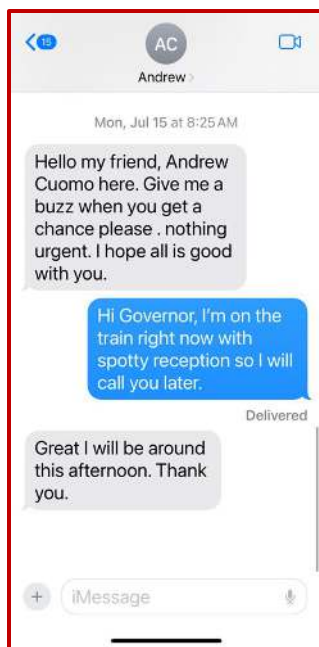 15
AC
Andrew
Mon, Jul 15 at 8:25 AM
Hello my friend, Andrew
Cuomo here. Give me a
buzz when you get a
chance please . nothing
urgent. I hope all is good
with you.
Hi Governor, I'm on the
train right now with
spotty reception so I will
call you later.
Delivered
Great I will be around
this afternoon. Thank
you.
iMessage